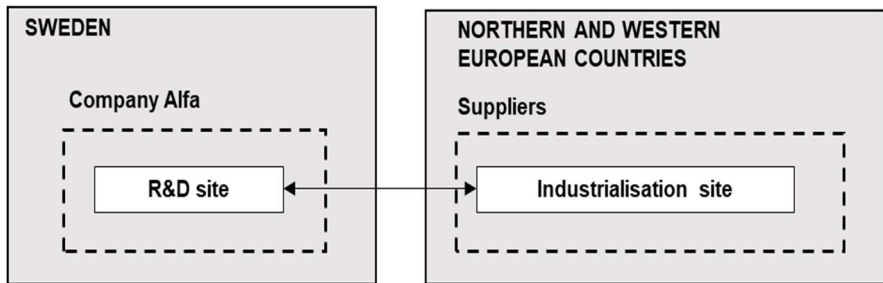 SWEDEN
Company Alfa
R&D site
NORTHERN AND WESTERN
EUROPEAN COUNTRIES
Suppliers
Industrialisation site